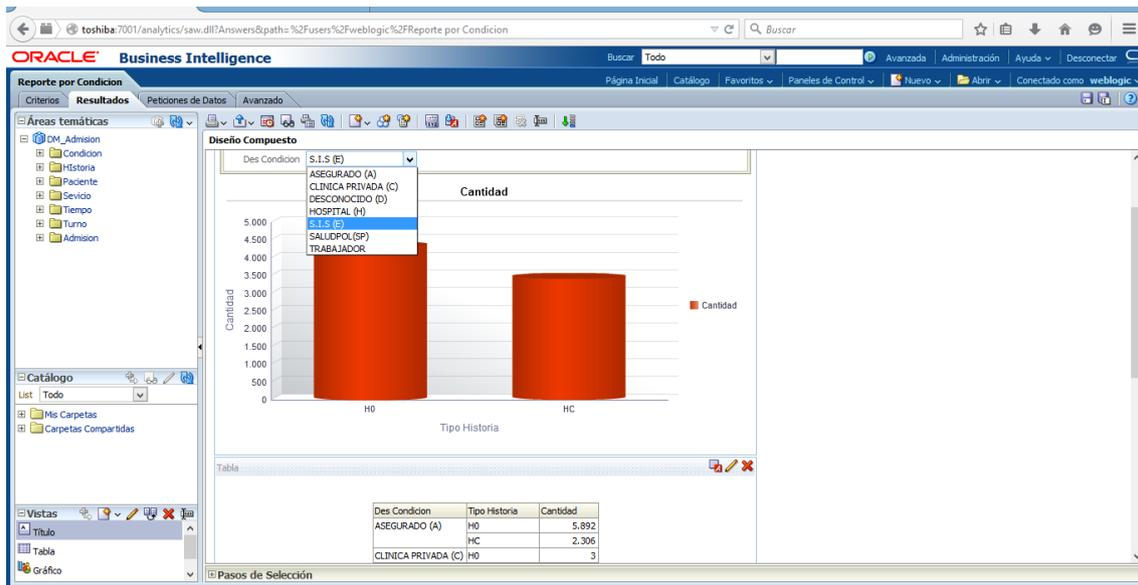 toshiba:7001/analytics/saw.dll?Answers&path=%2Fusers%2Fweblogic%2FReporte por Condicion
Buscar
ORACLE Business Intelligence
Buscar Todo Avanzada Administración Ayuda Desconectar
Reporte por Condicion
Página Inicial Catálogo Favoritos Paneles de Control Nuevo Abrir Conectado como weblogic
Criterios Resultados Peticiones de Datos Avanzado
Áreas temáticas
DM_Admision
Condicion
HIstoria
Paciente
Sevicio
Tiempo
Turno
Admision
Catálogo
List Todo
Mis Carpetas
Carpetas Compartidas
Vistas
Título
Tabla
Gráfico
Diseño Compuesto
Des Condicion S.I.S (E)
ASEGURADO (A)
CLINICA PRIVADA (C)
DESCONOCIDO (D)
HOSPITAL (H)
S.I.S (E)
SALUDPOL(SP)
TRABAJADOR
Cantidad
5.000
4.500
4.000
3.500
3.000
2.500
2.000
1.500
1.000
500
0
Cantidad
H0 HC
Tipo Historia
Cantidad
Tabla
Des Condicion Tipo Historia Cantidad
ASEGURADO (A) H0 5.892
HC 2.306
CLINICA PRIVADA (C) H0 3
Pasos de Selección